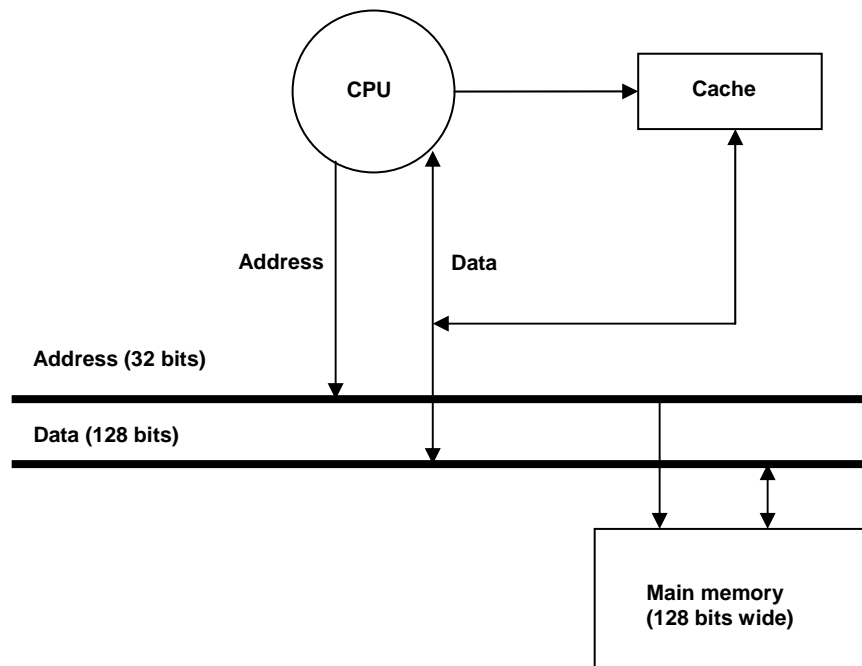 CPU
Cache
Address
Data
Address (32 bits)
Data (128 bits)
Main memory
(128 bits wide)